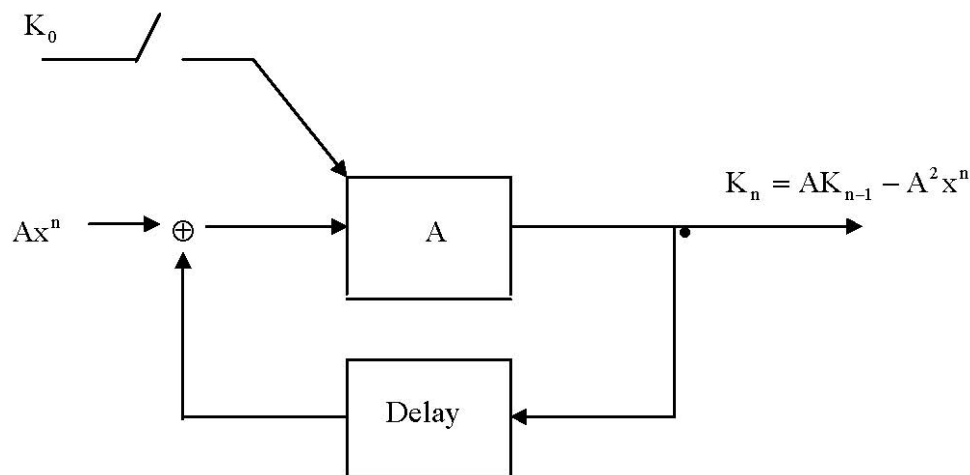 K₀
Kₙ = AKₙ₋₁ − A²xⁿ
Axⁿ
⊕
A
Delay